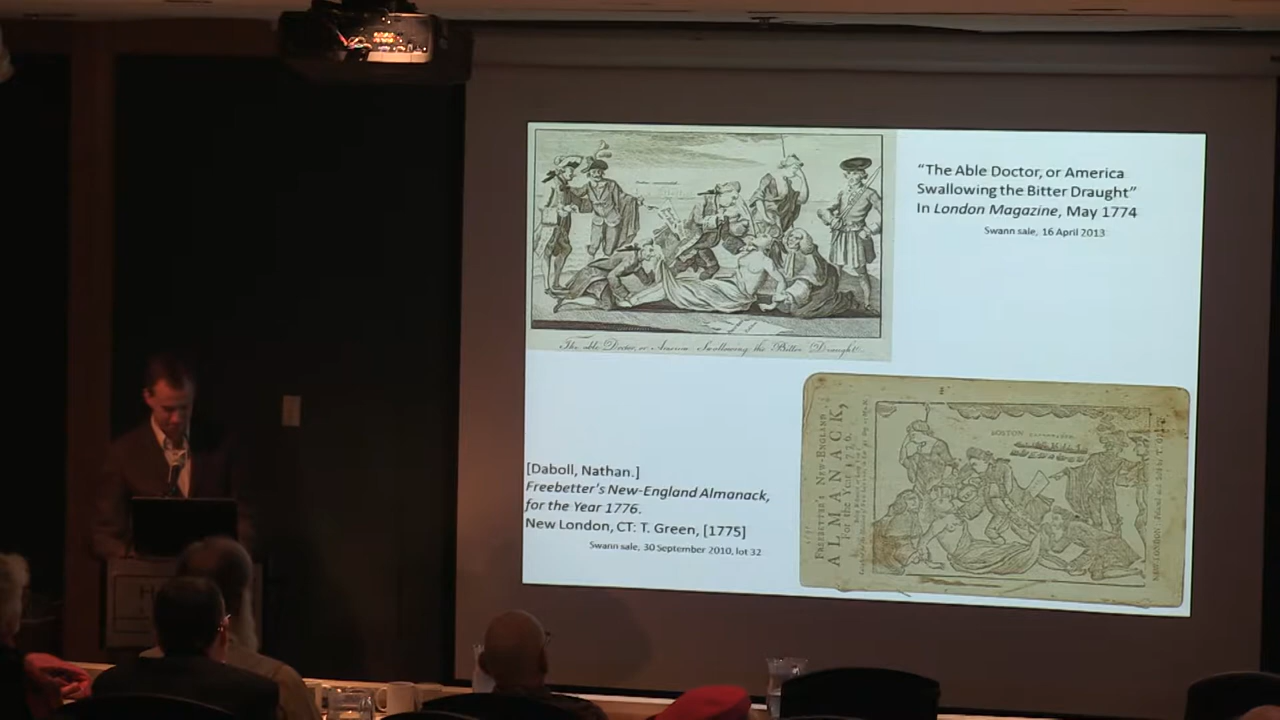 “The Able Doctor, or America
Swallowing the Bitter Draught”
In London Magazine, May 1774
Swann sale, 16 April 2013
The able Doctor, or America Swallowing the Bitter Draught.
[Daboll, Nathan.]
Freebetter's New-England Almanack,
for the Year 1776.
New London, CT: T. Green, [1775]
Swann sale, 30 September 2010, lot 32
FREEBETTER'S NEW-ENGLAND
ALMANACK,
For the Year 1776.
BOSTON
H